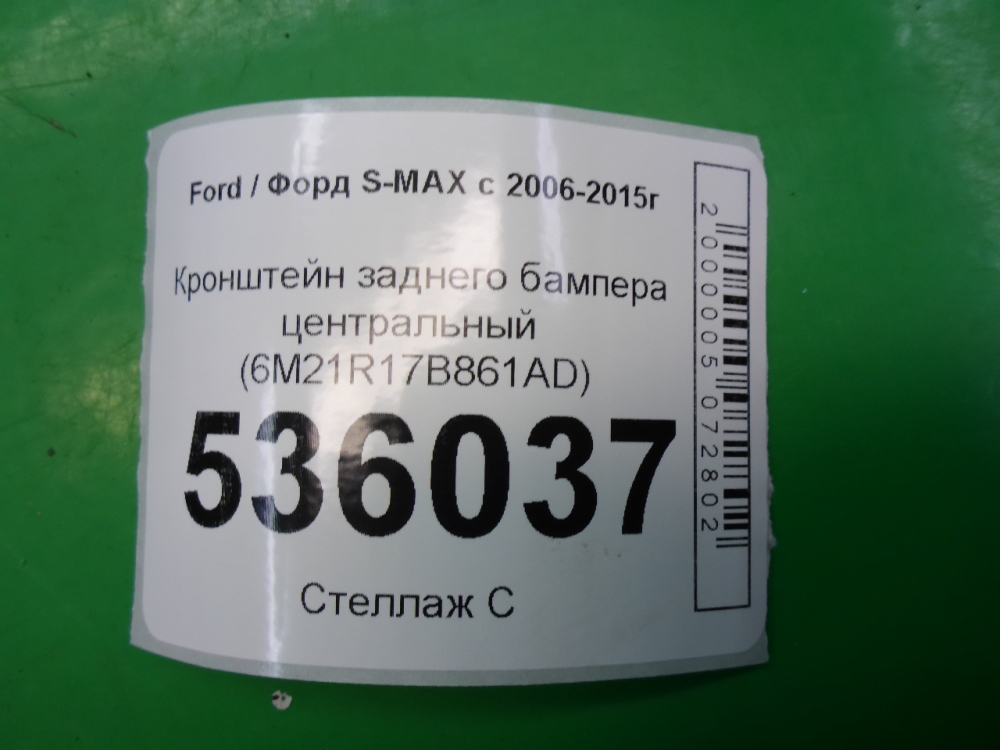 Ford / Форд S-MAX с 2006-2015г
Кронштейн заднего бампера
центральный
(6M21R17B861AD)
536037
Стеллаж С
2000005072802